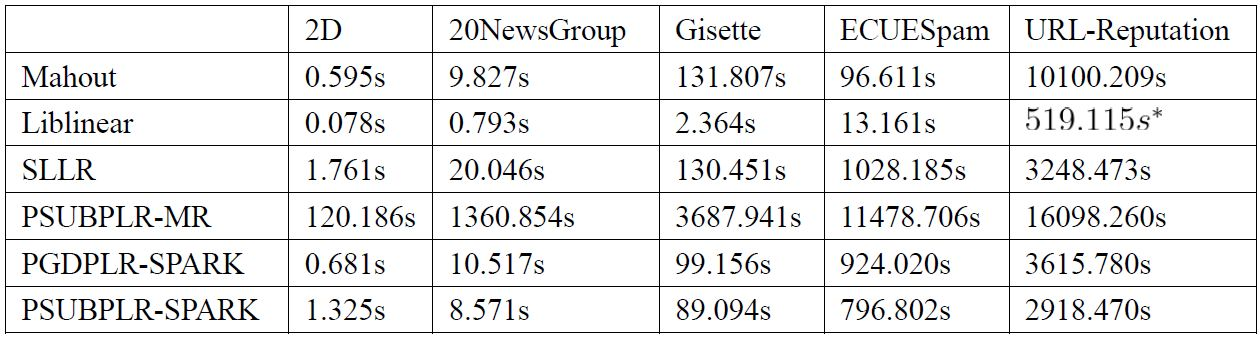 2D 20NewsGroup Gisette ECUESpam URL-Reputation
Mahout 0.595s 9.827s 131.807s 96.611s 10100.209s
Liblinear 0.078s 0.793s 2.364s 13.161s 519.115s*
SLLR 1.761s 20.046s 130.451s 1028.185s 3248.473s
PSUBPLR-MR 120.186s 1360.854s 3687.941s 11478.706s 16098.260s
PGDPLR-SPARK 0.681s 10.517s 99.156s 924.020s 3615.780s
PSUBPLR-SPARK 1.325s 8.571s 89.094s 796.802s 2918.470s